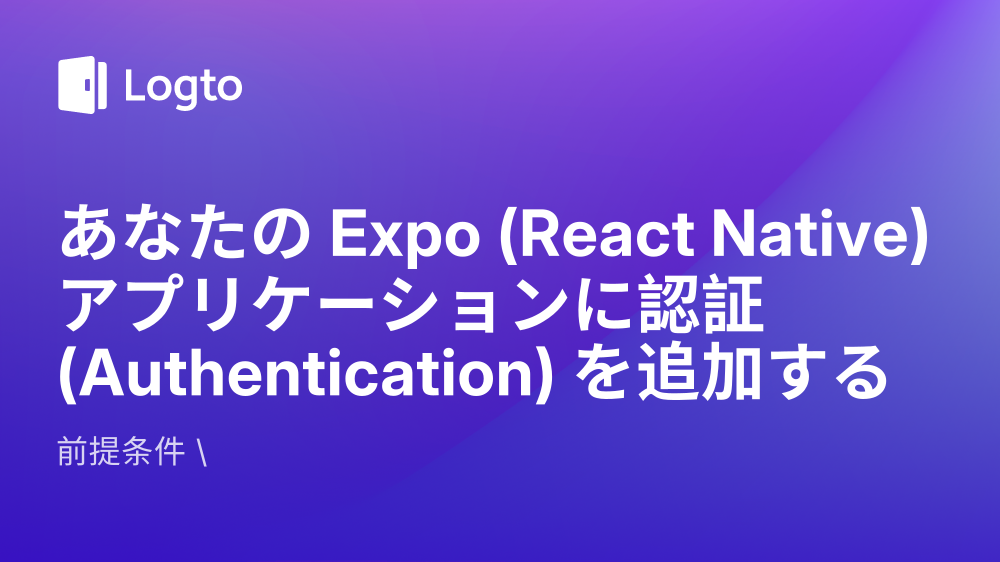 Logto
あなたの Expo (React Native)
アプリケーションに認証
(Authentication) を追加する
前提条件 \